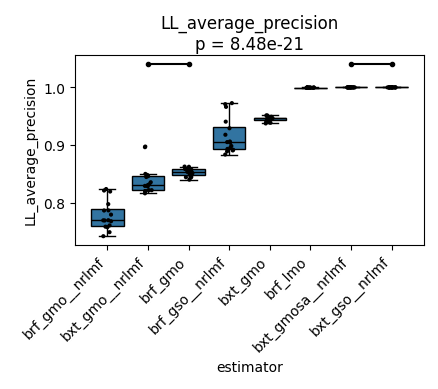 LL_average_precision
p = 8.48e-21
LL_average_precision
1.0
0.9
0.8
brf_gmo__nrlmf
bxt_gmo__nrlmf
brf_gmo
brf_gso__nrlmf
bxt_gmo
brf_lmo
bxt_gmosa__nrlmf
bxt_gso__nrlmf
estimator